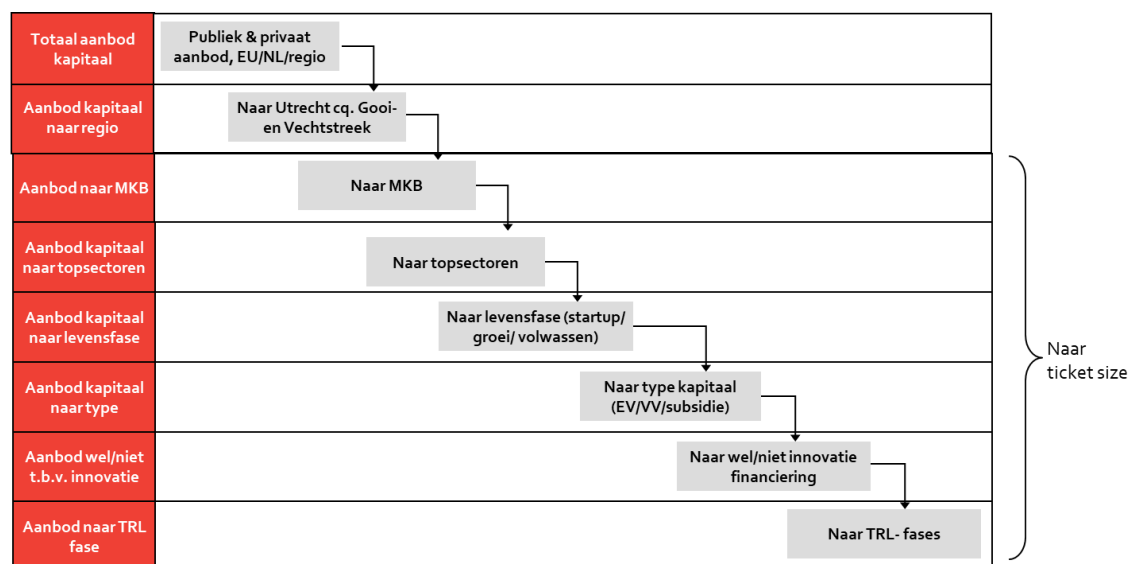 Totaal aanbod
kapitaal
Publiek & privaat
aanbod, EU/NL/regio
Aanbod kapitaal
naar regio
Naar Utrecht cq. Gooi-
en Vechtstreek
Aanbod naar MKB
Naar MKB
Aanbod kapitaal
naar topsectoren
Naar topsectoren
Aanbod kapitaal
naar levensfase
Naar levensfase (startup/
groei/ volwassen)
Aanbod kapitaal
naar type
Naar type kapitaal
(EV/VV/subsidie)
Aanbod wel/niet
t.b.v. innovatie
Naar wel/niet innovatie
financiering
Aanbod naar TRL
fase
Naar TRL- fases
Naar
ticket size